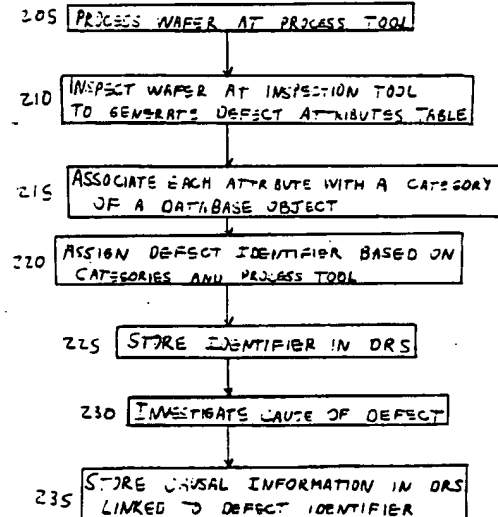 205 PROCESS WAFER AT PROCESS TOOL
210 INSPECT WAFER AT INSPECTION TOOL
TO GENERATE DEFECT ATTRIBUTES TABLE
215 ASSOCIATE EACH ATTRIBUTE WITH A CATEGORY
OF A DATABASE OBJECT
220 ASSIGN DEFECT IDENTIFIER BASED ON
CATEGORIES AND PROCESS TOOL
225 STORE IDENTIFIER IN DRS
230 INVESTIGATE CAUSE OF DEFECT
235 STORE CAUSAL INFORMATION IN DRS
LINKED TO DEFECT IDENTIFIER